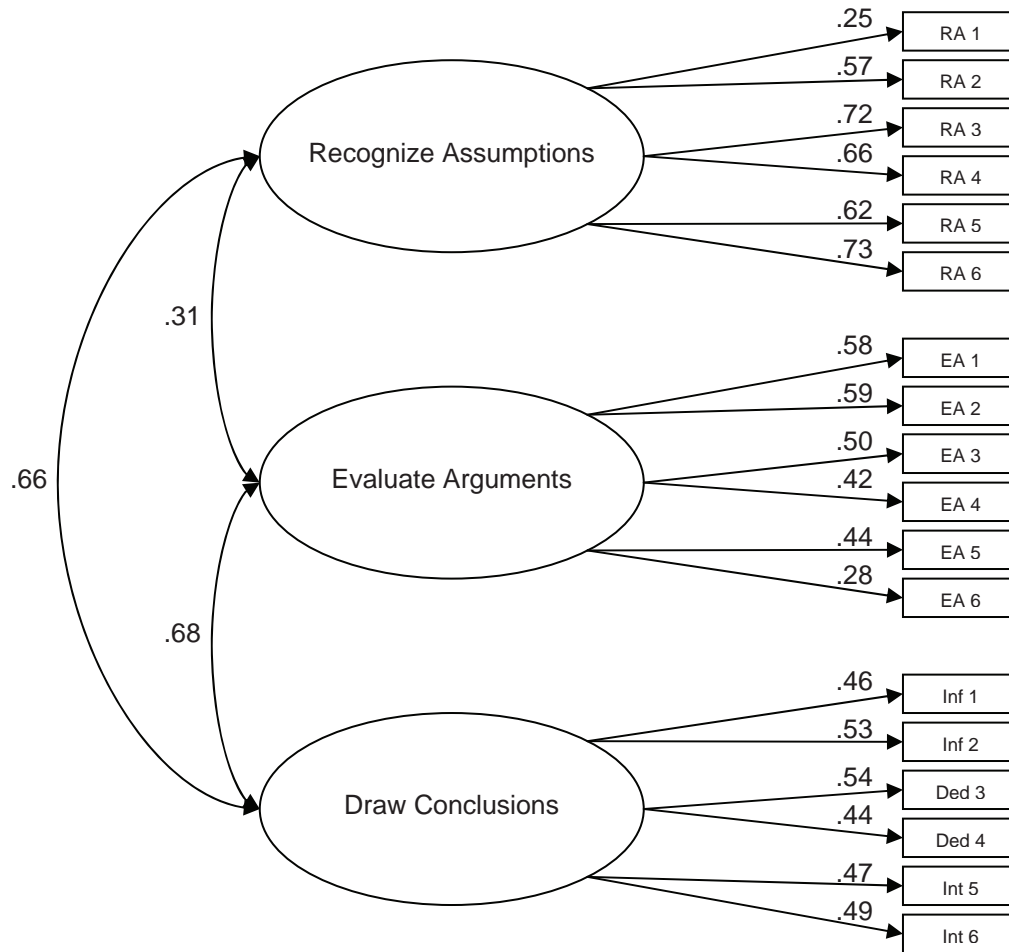 .25
RA 1
.57
RA 2
.72
RA 3
Recognize Assumptions
.66
RA 4
.62
RA 5
.73
RA 6
.31
.58
EA 1
.59
EA 2
.50
EA 3
.66
Evaluate Arguments
.42
EA 4
.44
EA 5
.28
EA 6
.68
.46
Inf 1
.53
Inf 2
.54
Ded 3
Draw Conclusions
.44
Ded 4
.47
Int 5
.49
Int 6